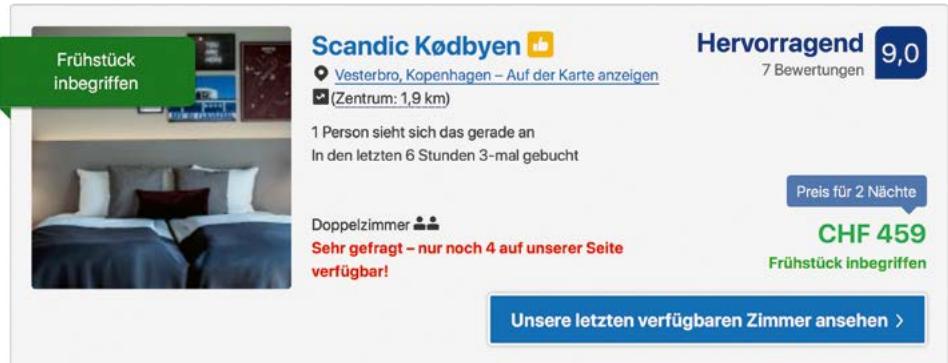 Frühstück
inbegriffen
Scandic Kødbyen
Vesterbro, Kopenhagen – Auf der Karte anzeigen
(Zentrum: 1,9 km)
1 Person sieht sich das gerade an
In den letzten 6 Stunden 3-mal gebucht
Doppelzimmer
Sehr gefragt – nur noch 4 auf unserer Seite
verfügbar!
Hervorragend
7 Bewertungen
9,0
Preis für 2 Nächte
CHF 459
Frühstück inbegriffen
Unsere letzten verfügbaren Zimmer ansehen >